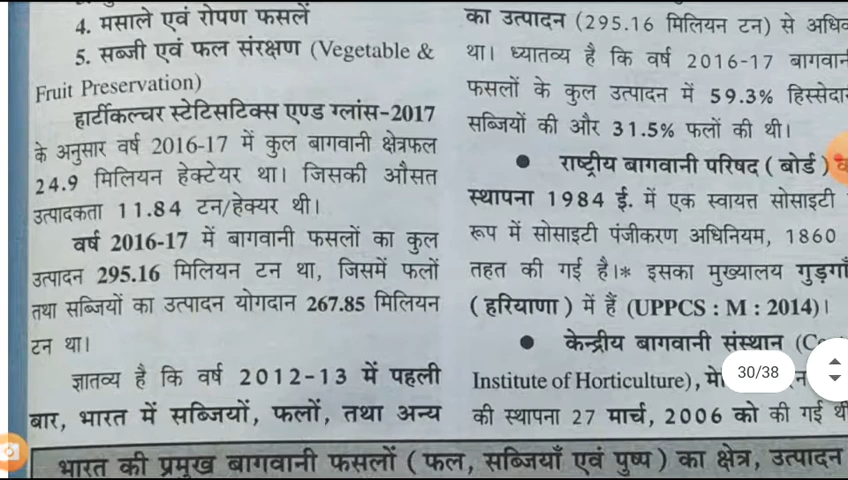 4. मसाले एवं रोपण फसलें
5. सब्जी एवं फल संरक्षण (Vegetable &
Fruit Preservation)
हार्टीकल्चर स्टेटिसटिक्स एण्ड ग्लांस-2017
के अनुसार वर्ष 2016-17 में कुल बागवानी क्षेत्रफल
24.9 मिलियन हेक्टेयर था। जिसकी औसत
उत्पादकता 11.84 टन/हेक्यर थी।
वर्ष 2016-17 में बागवानी फसलों का कुल
उत्पादन 295.16 मिलियन टन था, जिसमें फलों
तथा सब्जियों का उत्पादन योगदान 267.85 मिलियन
टन था।
ज्ञातव्य है कि वर्ष 2012-13 में पहली
बार, भारत में सब्जियों, फलों, तथा अन्य
का उत्पादन (295.16 मिलियन टन) से
था। ध्यातव्य है कि वर्ष 2016-17
फसलों के कुल उत्पादन में 59.3%
सब्जियों की और 31.5% फलों की थी।
● राष्ट्रीय बागवानी परिषद ( बोर्ड )
स्थापना 1984 ई. में एक स्वायत्त सोसाइटी
रूप में सोसाइटी पंजीकरण अधिनियम, 1860
तहत की गई है।* इसका मुख्यालय
( हरियाणा ) में हैं (UPPCS : M : 2014)।
● केन्द्रीय बागवानी संस्थान
Institute of Horticulture),
की स्थापना 27 मार्च, 2006 को की गई
30/38
भारत की प्रमुख बागवानी फसलों ( फल, सब्जियाँ एवं पुष्प ) का क्षेत्र, उत्पादन